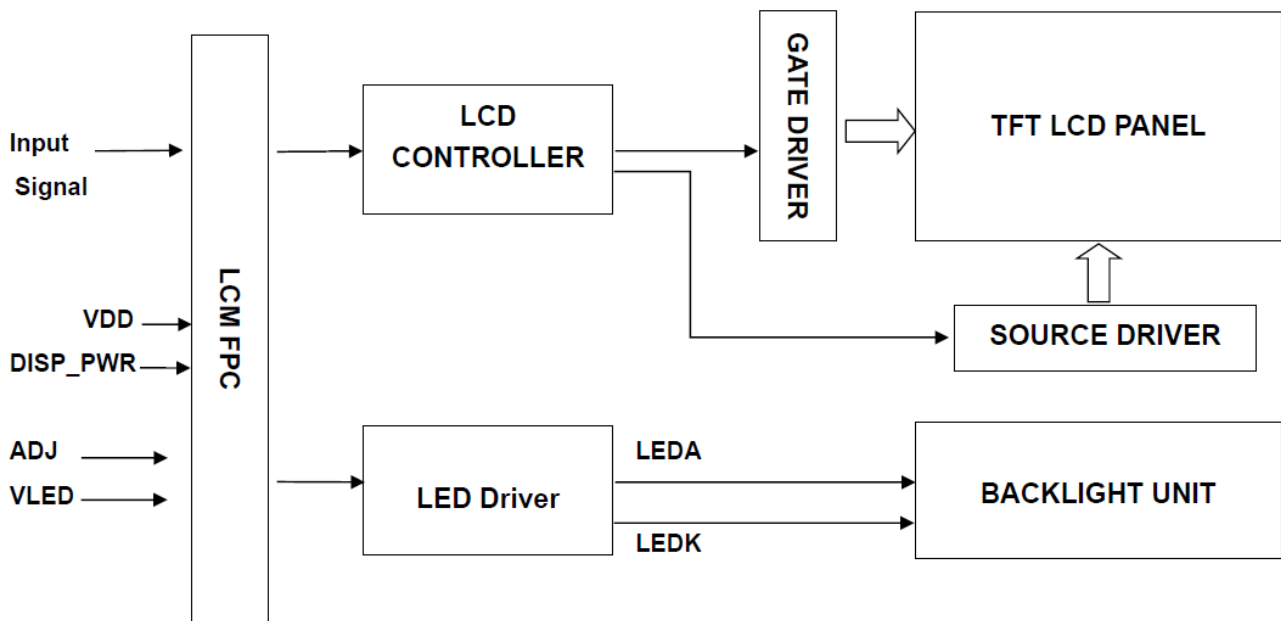 Input
Signal
VDD
DISP_PWR
ADJ
VLED
LCM FPC
LCD
CONTROLLER
GATE DRIVER
TFT LCD PANEL
SOURCE DRIVER
LED Driver
LEDA
LEDK
BACKLIGHT UNIT